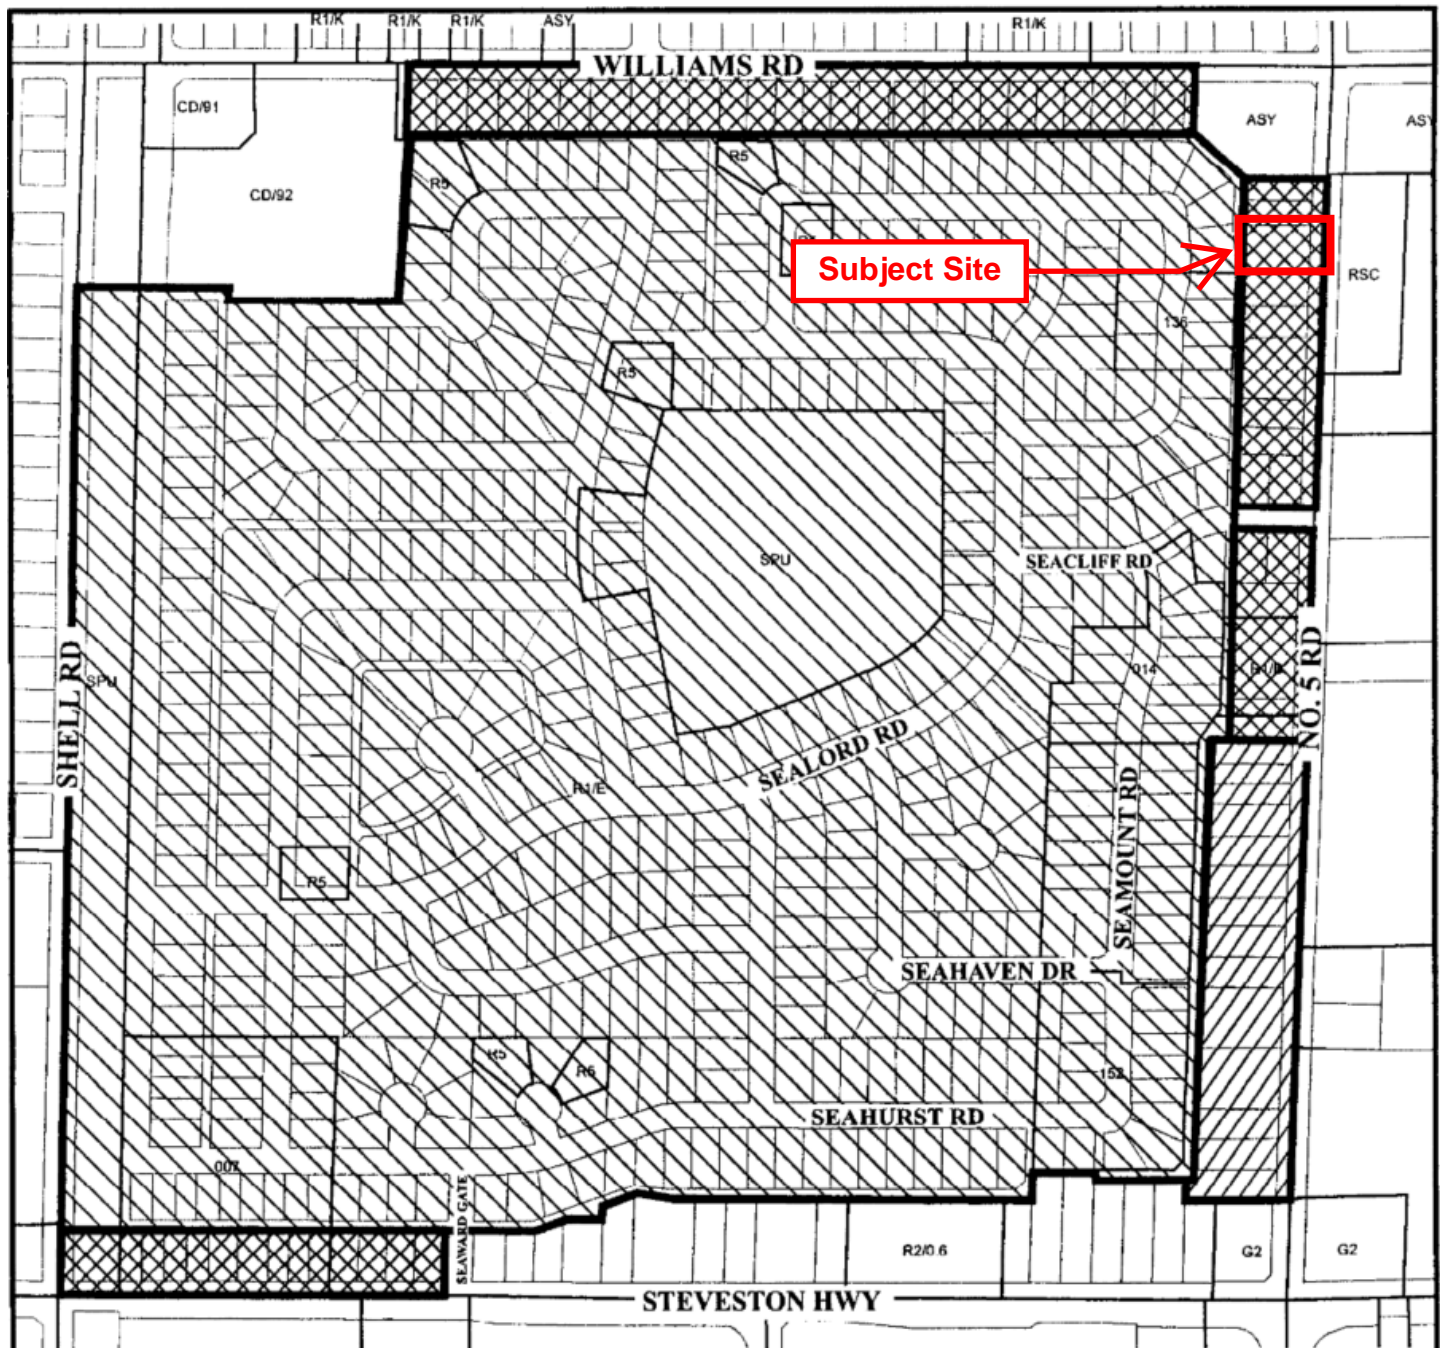 R1/K
R1/K
R1/K
ASY
R1/K
WILLIAMS RD
CD/91
ASY
ASY
R5
R5
CD/92
Subject Site
RSC
136
R5
SPU
SEACLIFF RD
SHELL RD
SPU
014
NO. 5 RD
SEALORD RD
R1/E
SEAMOUNT RD
R5
SEAHAVEN DR
R5
R5
152
SEAHURST RD
007
SEAWARD GATE
R2/0.6
G2
G2
STEVESTON HWY